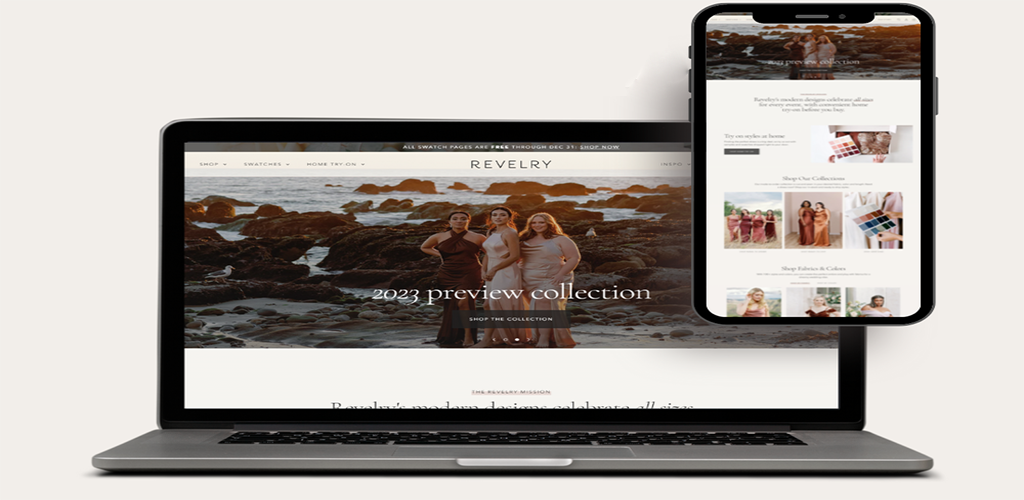 ALL SWATCH PAGES ARE FREE THROUGH DEC 31! SHOP NOW
SHOP
SWATCHES
HOME TRY-ON
REVELRY
INSPO
2023 preview collection
SHOP THE COLLECTION
THE REVELRY MISSION
Revelry's modern designs celebrate all sizes
2023 preview collection
Revelry's modern designs celebrate all sizes
for every event, with convenient home
try-on before you buy.
Try on styles at home
Shop Our Collections
Shop Fabrics & Colors